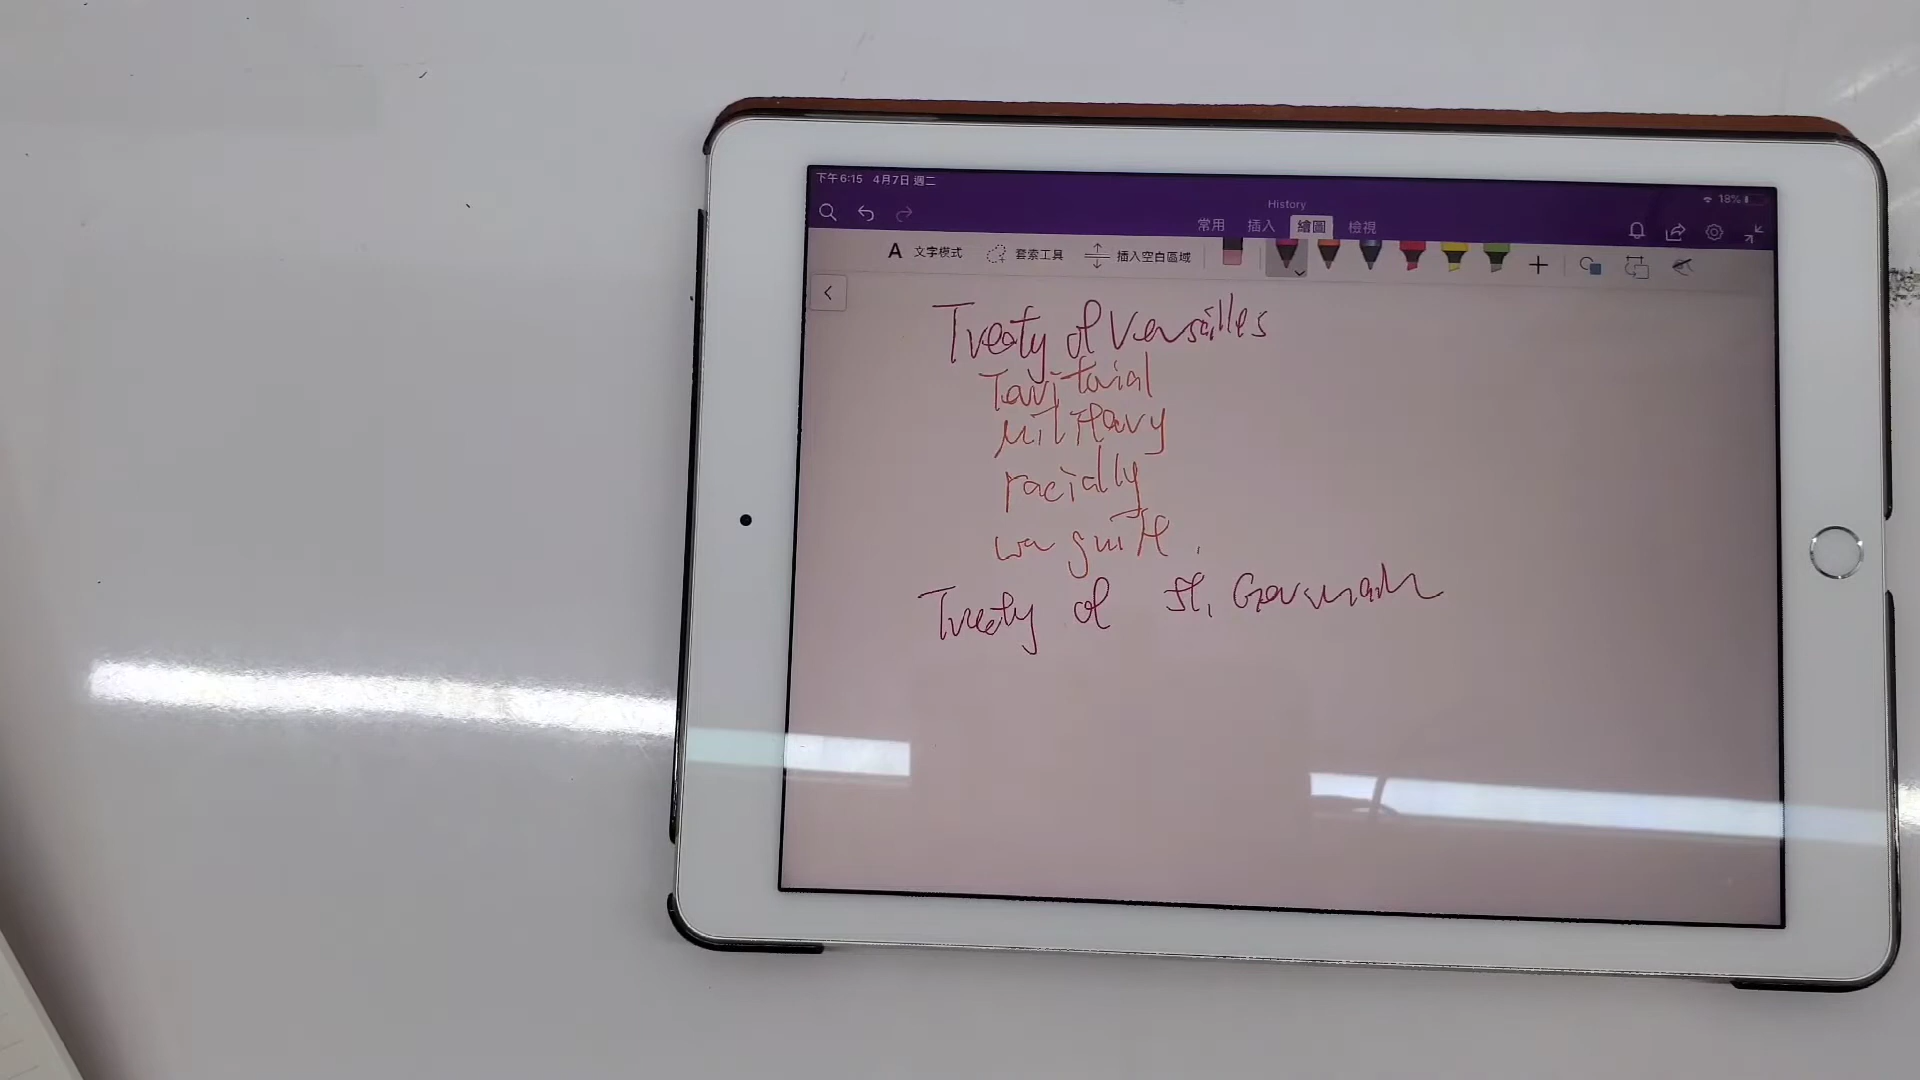 下午6:15 4月7日 週二
18%
History
常用 插入 繪圖 檢視
A 文字模式 套索工具 插入空白區域
Treaty of Versailles
Territorial
military
racially
wa guilt.
Treaty of St. Germain